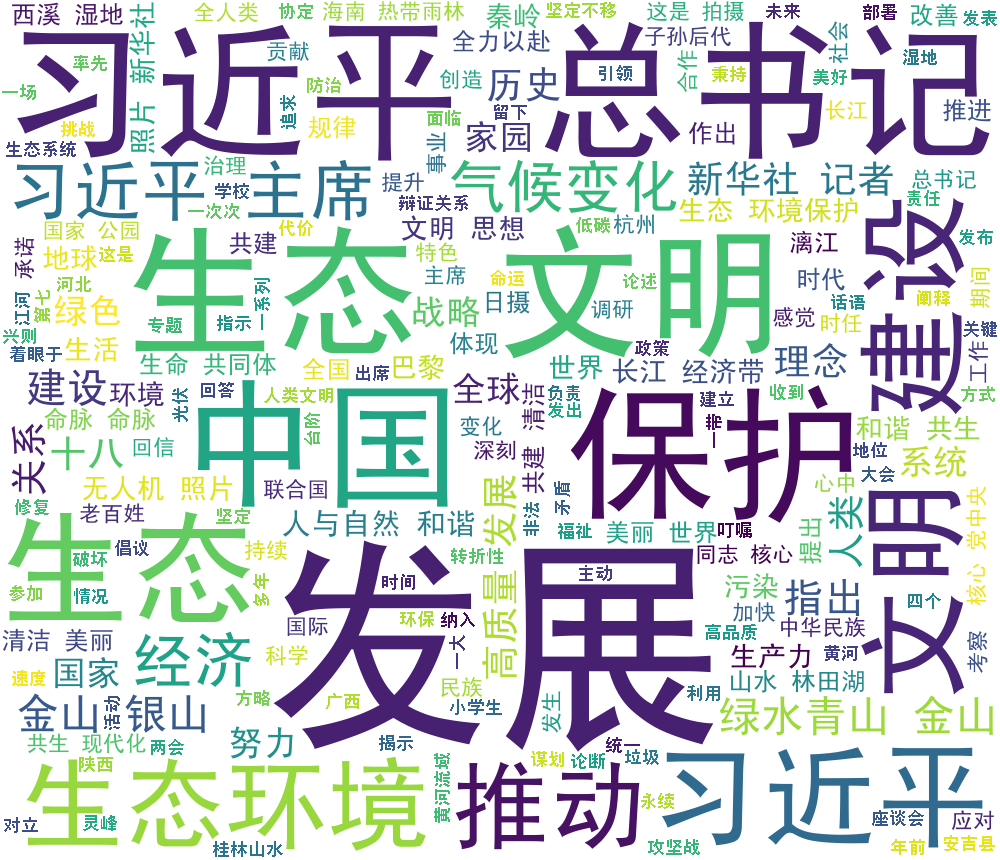 西溪 湿地
新华社
全人类
协定
海南 热带雨林
秦岭
坚定不移
这是 拍摄
未来
部署
改善
发表
习近平 总书记
率先
贡献
全力以赴
子孙后代
社会
湿地
一场
照片
防治
追求
创造
历史
引领
合作
秉持
美好
挑战
规律
面临
留下
长江
推进
生态系统
事业
家园
作出
习近平 主席
治理
提升
气候变化
新华社 记者
总书记
学校
辩证关系
生态 环境保护
责任
一次次
代价
低碳
杭州
国家 公园
共建
文明 思想
漓江
发布
承诺
地球
这是
特色
生态 文明
主席
命运
论述
时代
阐释
建设
江河
第七
河北
绿色
一系列
战略
日摄
调研
感觉
话语
时任
期间
兴则
专题
指示
体现
政策
关键
着眼于
生活
生命 共同体
全国
出席
巴黎
世界
长江 经济带
理念
工作
建设
环境
光伏
回答
人类文明
全球
清洁
负责
发出
建立
收到
方式
命脉 命脉
中国
台阶
变化
保护
一带
和谐 共生
关系
十八
回信
深刻
共建
地位
系统
无人机 照片
联合国
发展
非法
矛盾
心中
大会
修复
老百姓
坚定
人与自然 和谐
福祉
美丽 世界
叮嘱
人类
文明
党中央
生态
破坏
倡议
持续
转折性
同志 核心
提出
核心
参加
情况
多年
时间
发展
主动
污染
指出
四个
环保
纳入
高质量
高品质
加快
清洁 美丽
经济
国际
一大
中华民族
考察
国家
科学
生产力
黄河
速度
方略
广西
民族
小学生
发生
利用
山水 林田湖
金山 银山
活动
绿水青山 金山
共生 现代化
两会
努力
揭示
谋划
论断
统一
垃圾
习近平
陕西
生态环境
黄河流域
推动
永续
对立
灵峰
座谈会
应对
桂林山水
攻坚战
年前
安吉县